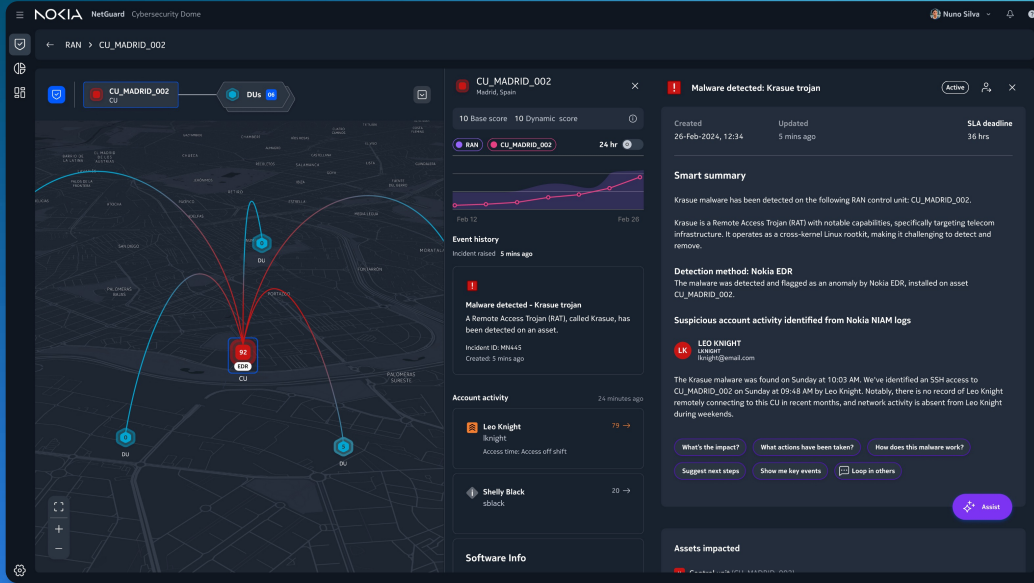 NOKIA NetGuard Cybersecurity Dome
Nuno Silva
RAN > CU_MADRID_002
CU_MADRID_002
CU
DUs 06
MADRID
SAN DIEGO
PORTAZGO
ENTREVIAS
PALOMERAS
SURESTE
DU
92
EDR
CU
DU
DU
CU_MADRID_002
Madrid, Spain
10 Base score 10 Dynamic score
RAN
CU_MADRID_002
24 hr
Feb 12
Feb 26
Event history
Incident raised 5 mins ago
!
Malware detected - Krasue trojan
A Remote Access Trojan (RAT), called Krasue, has
been detected on an asset.
Incident ID: MN445
Created: 5 mins ago
Account activity
24 minutes ago
Leo Knight
79 →
lknight
Access time: Access off shift
Shelly Black
20 →
sblack
Software Info
! Malware detected: Krasue trojan
Active
Created
Updated
SLA deadline
26-Feb-2024, 12:34
5 mins ago
36 hrs
Smart summary
Krasue malware has been detected on the following RAN control unit: CU_MADRID_002.
Krasue is a Remote Access Trojan (RAT) with notable capabilities, specifically targeting telecom
infrastructure. It operates as a cross-kernel Linux rootkit, making it challenging to detect and
remove.
Detection method: Nokia EDR
The malware was detected and flagged as an anomaly by Nokia EDR, installed on asset
CU_MADRID_002.
Suspicious account activity identified from Nokia NIAM logs
LK
LEO KNIGHT
LKNIGHT
lknight@email.com
The Krasue malware was found on Sunday at 10:03 AM. We've identified an SSH access to
CU_MADRID_002 on Sunday at 09:48 AM by Leo Knight. Notably, there is no record of Leo Knight
remotely connecting to this CU in recent months, and network activity is absent from Leo Knight
during weekends.
What's the impact?
What actions have been taken?
How does this malware work?
Suggest next steps
Show me key events
Loop in others
Assist
Assets impacted
Control unit (CU_MADRID_002)